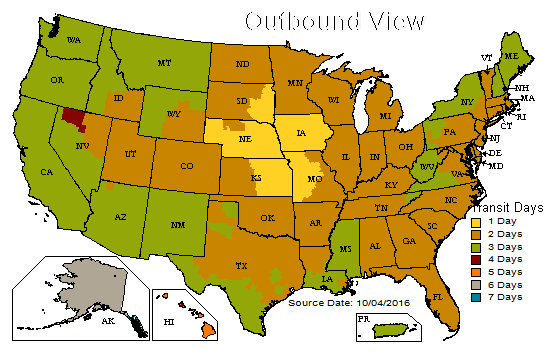 Outbound View
WA
MT
ND
MN
VT
ME
OR
ID
SD
WI
NY
NH
MA
WY
MI
RI
CT
NV
NE
IA
PA
NJ
UT
CO
IL
IN
OH
DE
MD
CA
KS
MO
WV
VA
KY
AZ
NM
OK
AR
TN
NC
Transit Days
TX
LA
MS
AL
GA
SC
1 Day
2 Days
3 Days
4 Days
5 Days
6 Days
7 Days
FL
Source Date: 10/04/2016
AK
HI
PR